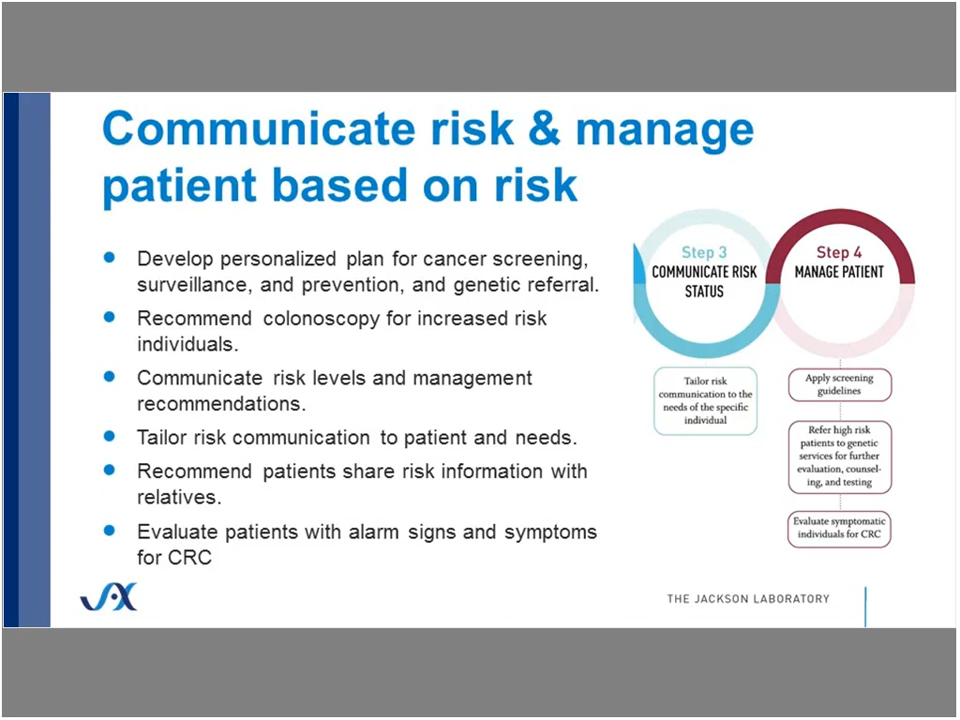 Communicate risk & manage
patient based on risk
Develop personalized plan for cancer screening,
surveillance, and prevention, and genetic referral.
Recommend colonoscopy for increased risk
individuals.
Communicate risk levels and management
recommendations.
Tailor risk communication to patient and needs.
Recommend patients share risk information with
relatives.
Evaluate patients with alarm signs and symptoms
for CRC
Step 3
COMMUNICATE RISK
STATUS
Tailor risk
communication to the
needs of the specific
individual
Step 4
MANAGE PATIENT
Apply screening
guidelines
Refer high risk
patients to genetic
services for further
evaluation, counsel-
ing, and testing
Evaluate symptomatic
individuals for CRC
JAX
THE JACKSON LABORATORY